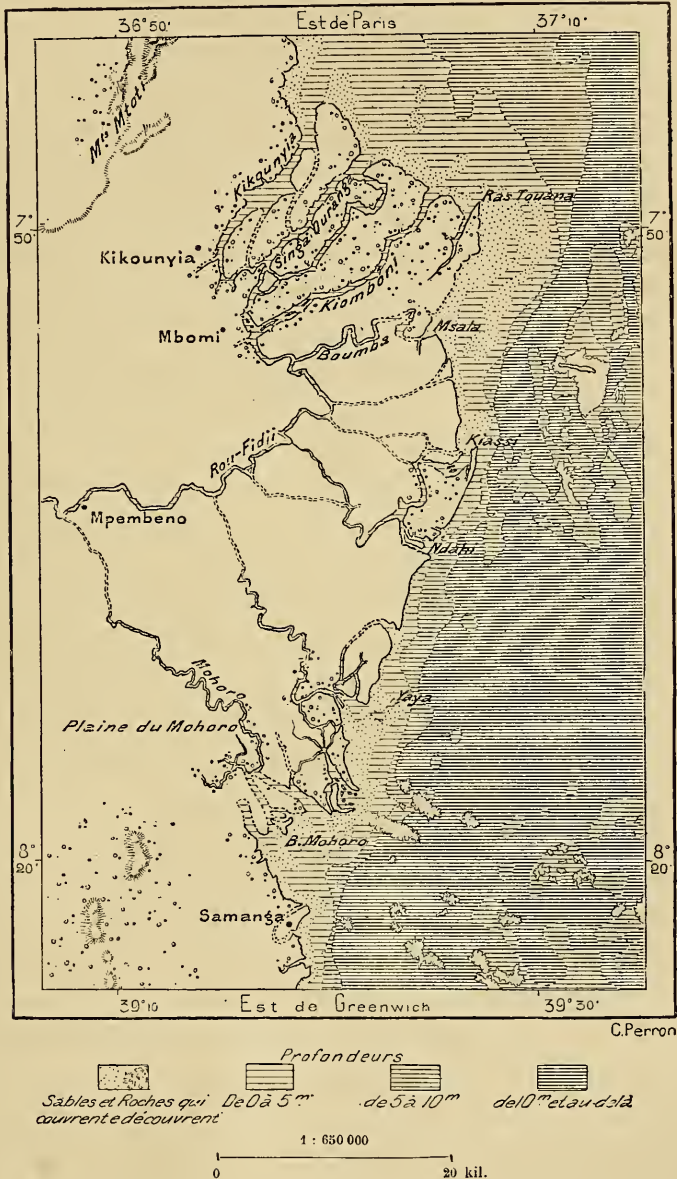 36°50'
Est de Paris
37°10'
Mts Mtoti
Kikounyia
7°
50'
Ras Touana
7°
50'
Singa Ouranga
Kikounyia
Kiomboni
Mbomi
Msala
Boumba
Kiassi
Rou-Fidji
Mpembeno
Ndahi
Mohoro
Yaya
Plaine du Mohoro
B. Mohoro
8°
20'
8°
20'
Samanga
39°10
Est de Greenwich
39°30'
C. Perron
Profondeurs
Sables et Roches qui
couvrent e découvrent
De 0 à 5m
de 5 à 10m
de 10m et au-delà
1 : 650 000
0
20 kil.